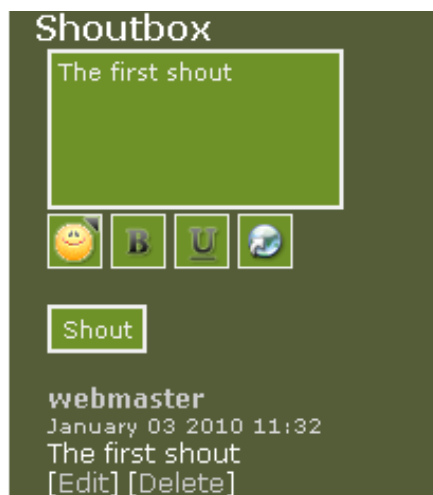 Shoutbox
The first shout
B U
Shout
webmaster
January 03 2010 11:32
The first shout
[Edit] [Delete]